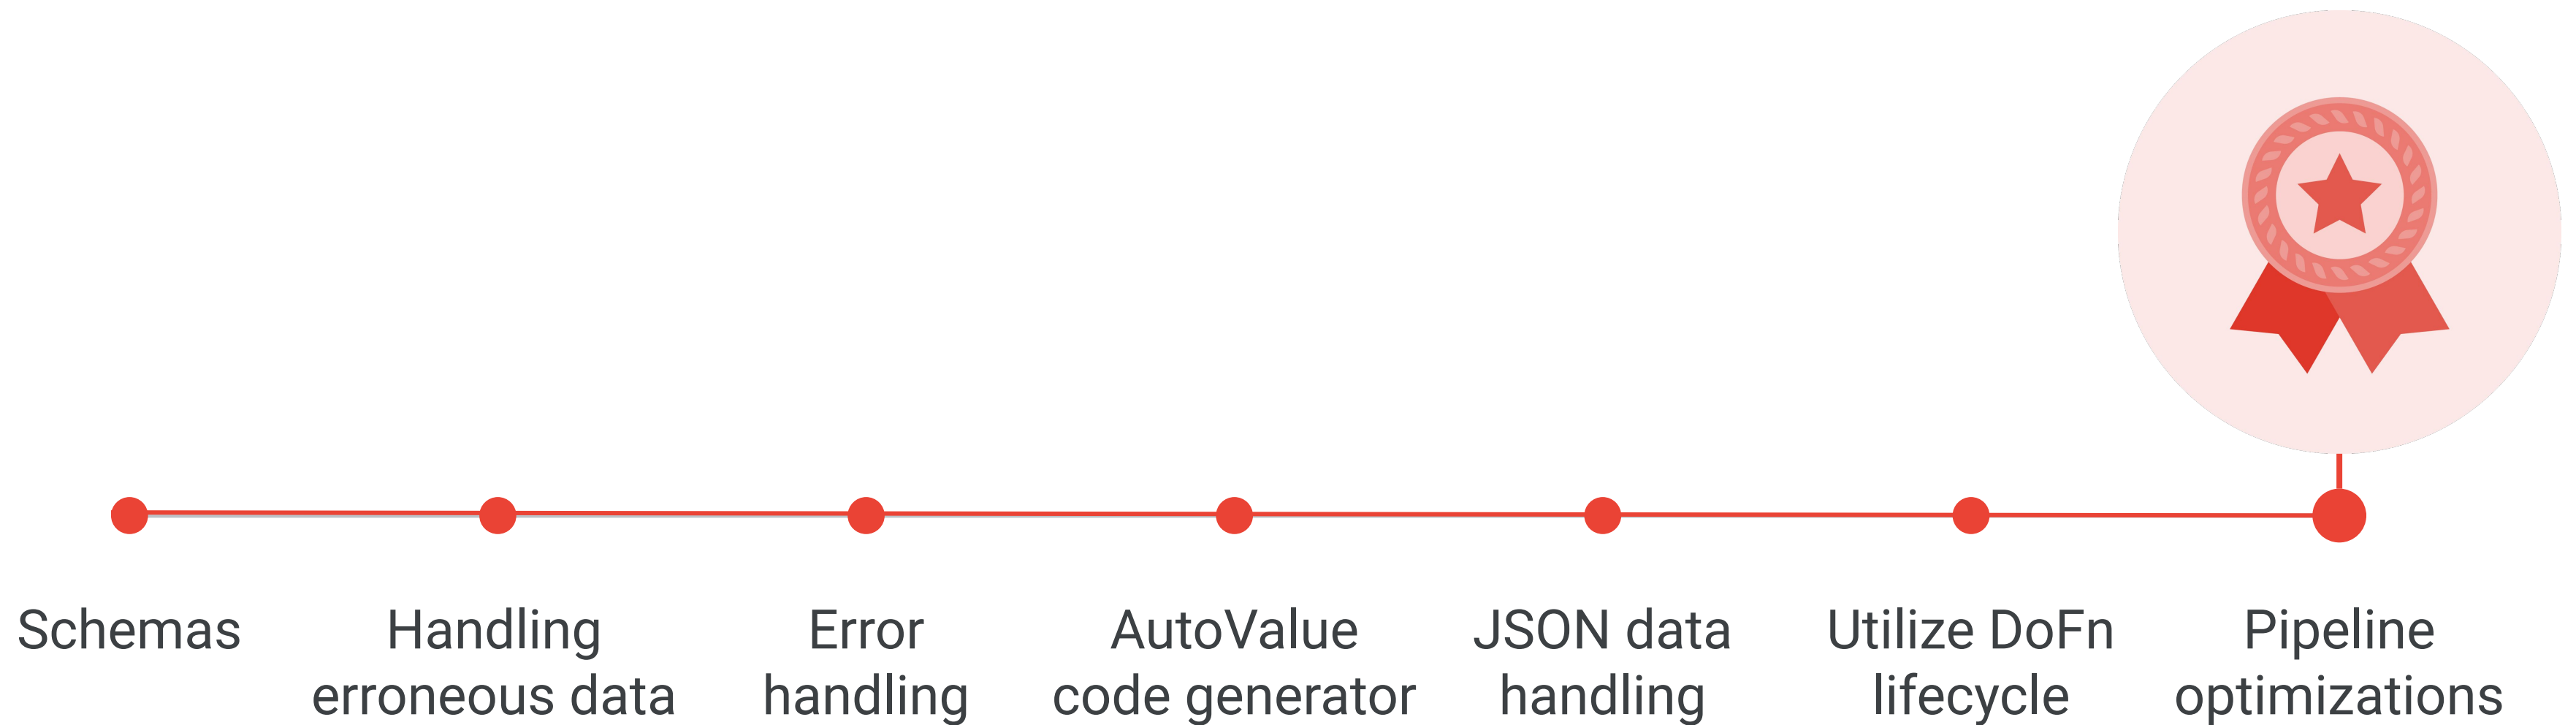 Schemas
Handling
erroneous data
Error
handling
AutoValue
code generator
JSON data
handling
Utilize DoFn
lifecycle
Pipeline
optimizations